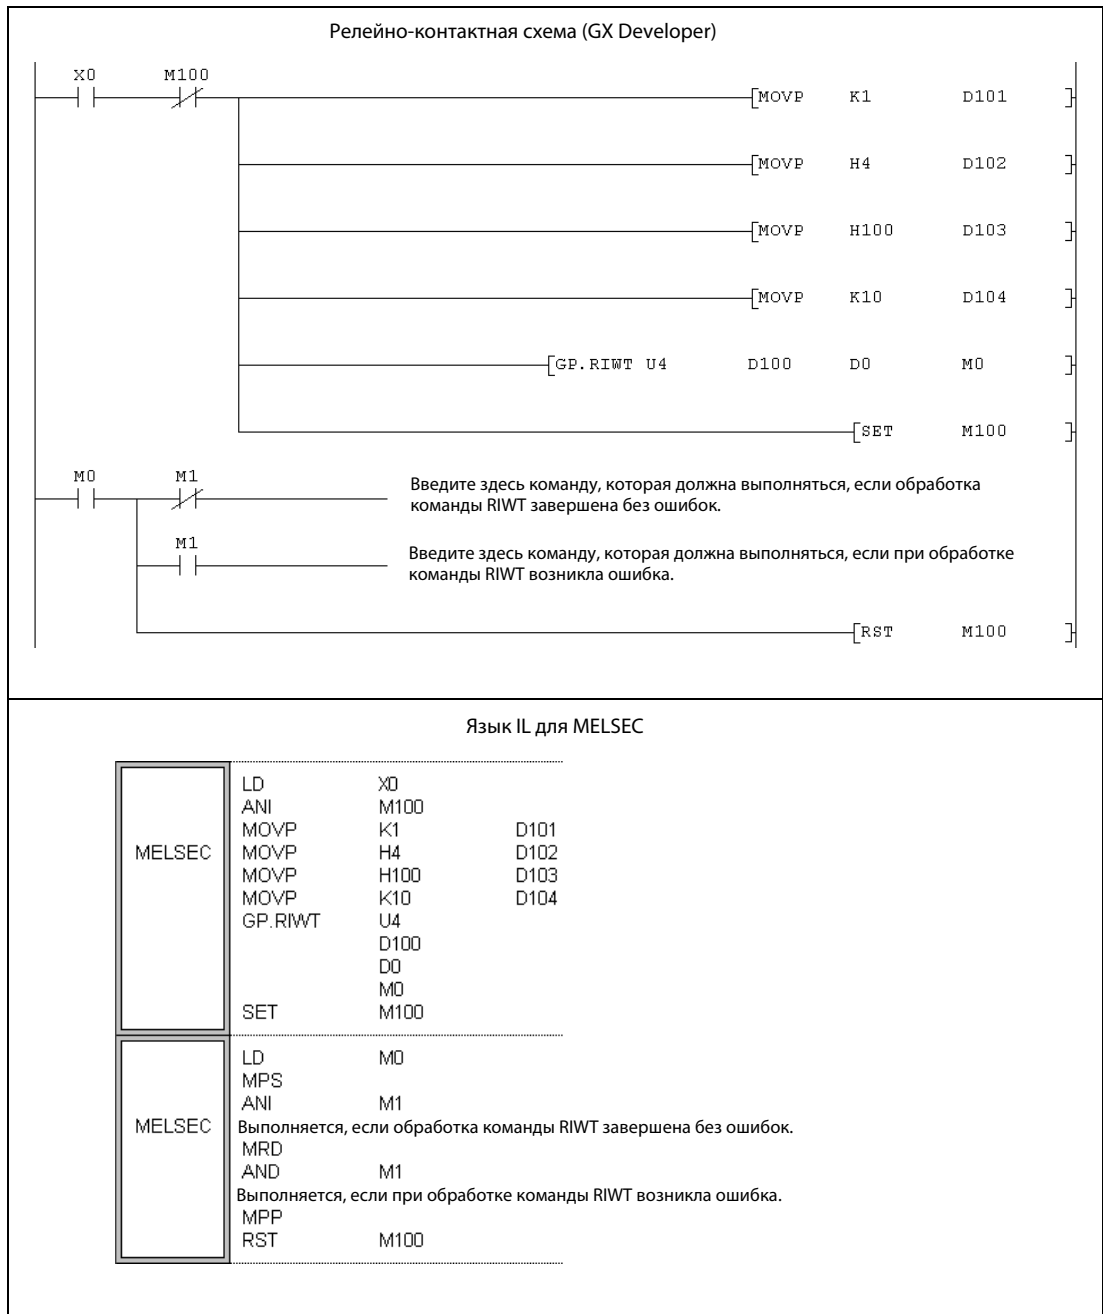 Релейно-контактная схема (GX Developer)
X0 M100
MOVP K1 D101
MOVP H4 D102
MOVP H100 D103
MOVP K10 D104
GP.RIWT U4 D100 D0 M0
SET M100
M0 M1
Введите здесь команду, которая должна выполняться, если обработка
команды RIWT завершена без ошибок.
M1
Введите здесь команду, которая должна выполняться, если при обработке
команды RIWT возникла ошибка.
RST M100
Язык IL для MELSEC
LD X0
ANI M100
MOVP K1 D101
MELSEC MOVP H4 D102
MOVP H100 D103
MOVP K10 D104
GP.RIWT U4
D100
D0
M0
SET M100
LD M0
MPS
ANI M1
MELSEC Выполняется, если обработка команды RIWT завершена без ошибок.
MRD
AND M1
Выполняется, если при обработке команды RIWT возникла ошибка.
MPP
RST M100